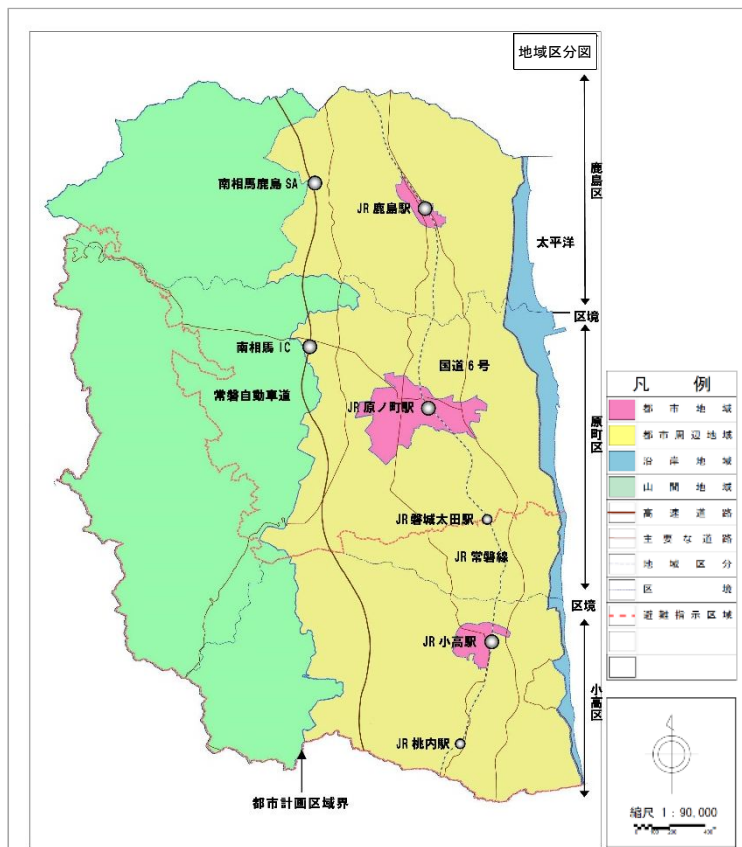 地域区分図
鹿島区
南相馬鹿島 SA
JR 鹿島駅
太平洋
区境
南相馬 IC
国道6号
常磐自動車道
JR 原ノ町駅
原町区
JR 磐城太田駅
JR 常磐線
区境
JR 小高駅
小高区
JR 桃内駅
都市計画区域界
凡 例
都市地域
都市周辺地域
沿岸地域
山間地域
高速道路
主要な道路
地域区分
区境
避難指示区域
縮尺 1:90,000